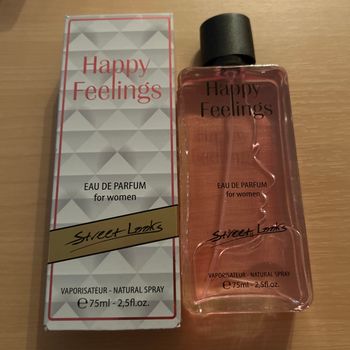 Happy
Feelings
EAU DE PARFUM
for women
Street Looks
VAPORISATEUR - NATURAL SPRAY
℮ 75ml - 2,5fl.oz.
Happy
Feelings
EAU DE PARFUM
for women
Street Looks
VAPORISATEUR - NATURAL SPRAY
℮ 75ml - 2,5fl.oz.